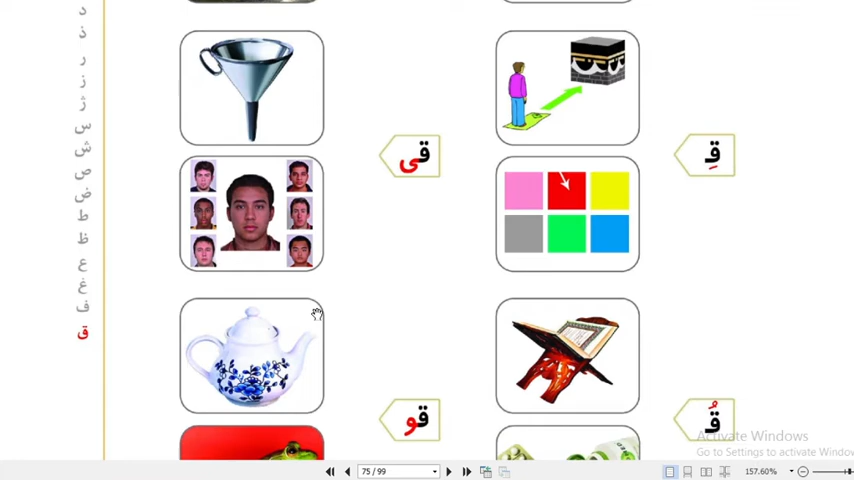 د
ذ
ر
ز
ژ
س
ش
ص
ض
ط
ظ
ع
غ
ف
ق
قِ
قی
قُ
قو
Activate Windows
Go to Settings to activate Windows
75 / 99
157.60%